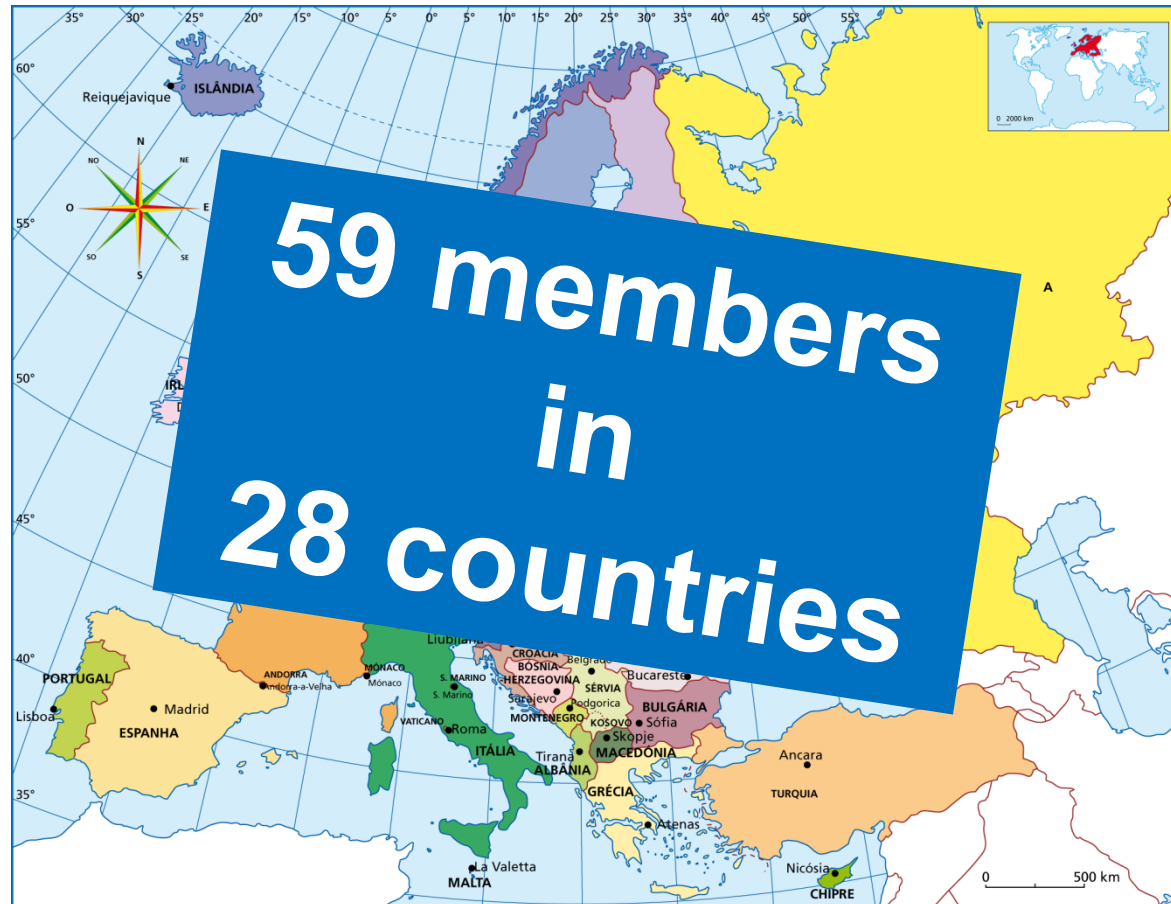 35° 30° 25° 20° 15° 10° 5° 0° 5° 10° 15° 20° 25° 30° 35° 40° 45° 50° 55°
60°
ISLÂNDIA
Reiquejavique
0 2000 km
N
NO
NE
O
E
SO
SE
S
55°
59 members
in
28 countries
A
50°
IRL
45°
Liubliana
CROÁCIA
Belgrado
40°
PORTUGAL
ANDORRA
Andorra-a-Velha
MÓNACO
Mónaco
S. MARINO
S. Marino
BÓSNIA
-HERZEGOVINA
SÉRVIA
Bucareste
Sarajevo
Podgorica
BULGÁRIA
Lisboa
Madrid
VATICANO
Roma
MONTENEGRO
KOSOVO
Sófia
ESPANHA
ITÁLIA
Skopje
Tirana
MACEDÓNIA
ALBÂNIA
Ancara
GRÉCIA
TURQUIA
35°
Atenas
La Valetta
MALTA
Nicósia
CHIPRE
0 500 km